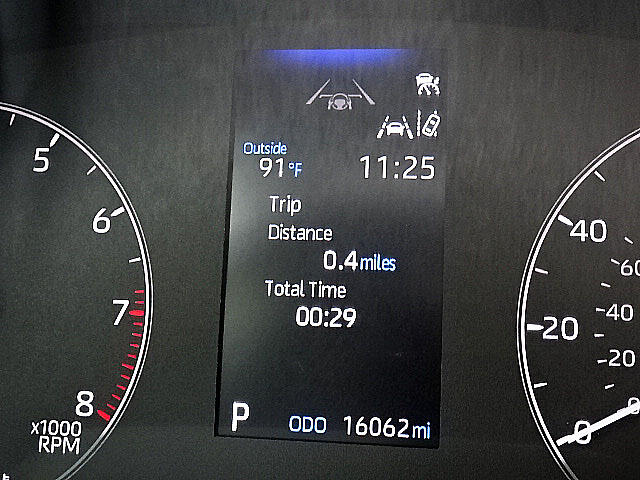 5
6
7
8
x1000
RPM
Outside
91°F 11:25
Trip
Distance
0.4 miles
Total Time
00:29
P ODO 16062 mi
40
20
0
60
40
20
0